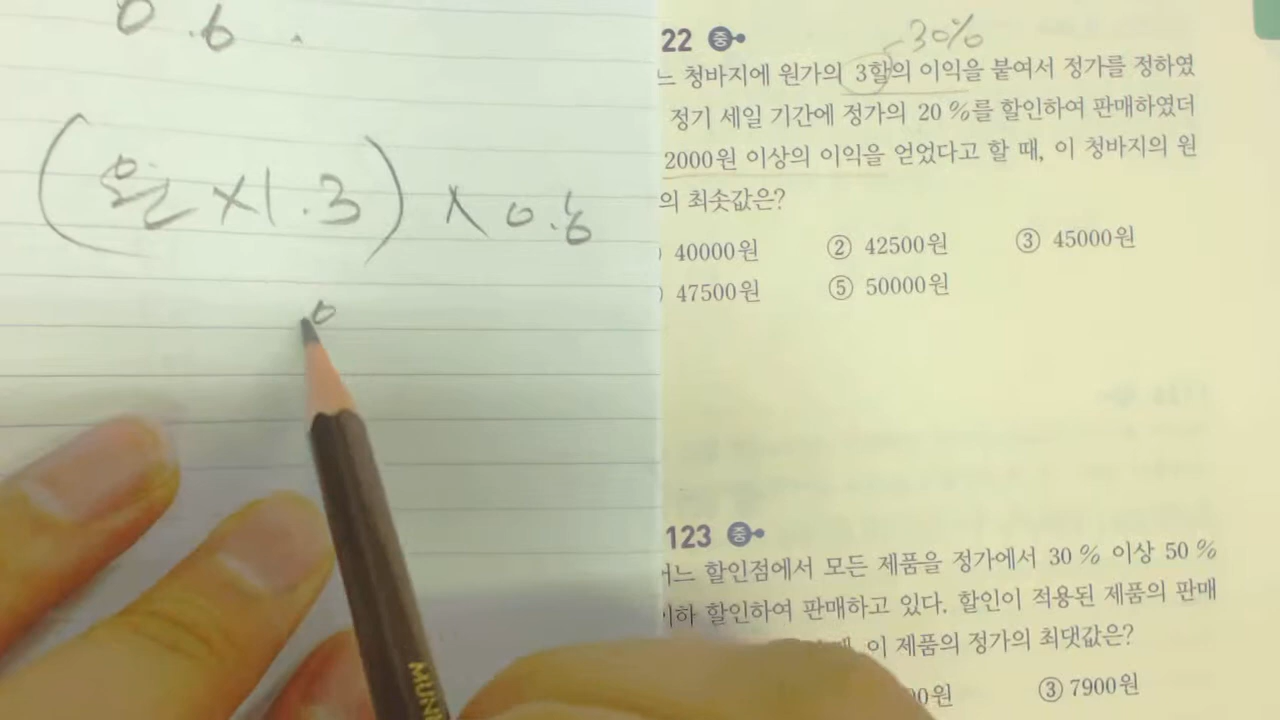 0.6.
(원×1.3)×0.6
0
22 중
30%
느 청바지에 원가의 3할의 이익을 붙여서 정가를 정하였
정기 세일 기간에 정가의 20 %를 할인하여 판매하였더
2000원 이상의 이익을 얻었다고 할 때, 이 청바지의 원
의 최솟값은?
40000원 ② 42500원 ③ 45000원
47500원 ⑤ 50000원
123 중
어느 할인점에서 모든 제품을 정가에서 30 % 이상 50 %
이하 할인하여 판매하고 있다. 할인이 적용된 제품의 판매
이 제품의 정가의 최댓값은?
00원 ③ 7900원
MUN